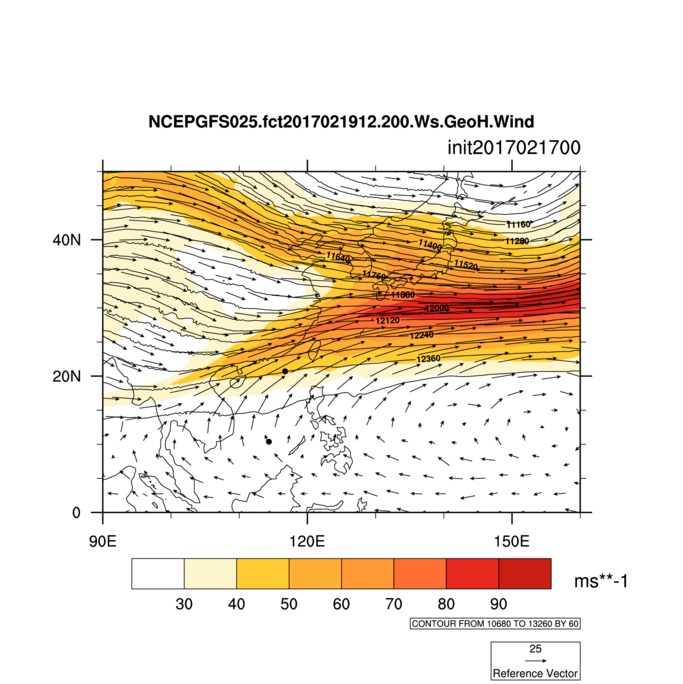 NCEPGFS025.fct2017021912.200.Ws.GeoH.Wind
init2017021700
11160
11280
40N
11400
11640
11520
11760
11880
12000
12120
12240
12360
20N
0
90E 120E 150E
ms**-1
30 40 50 60 70 80 90
CONTOUR FROM 10680 TO 13260 BY 60
25
Reference Vector